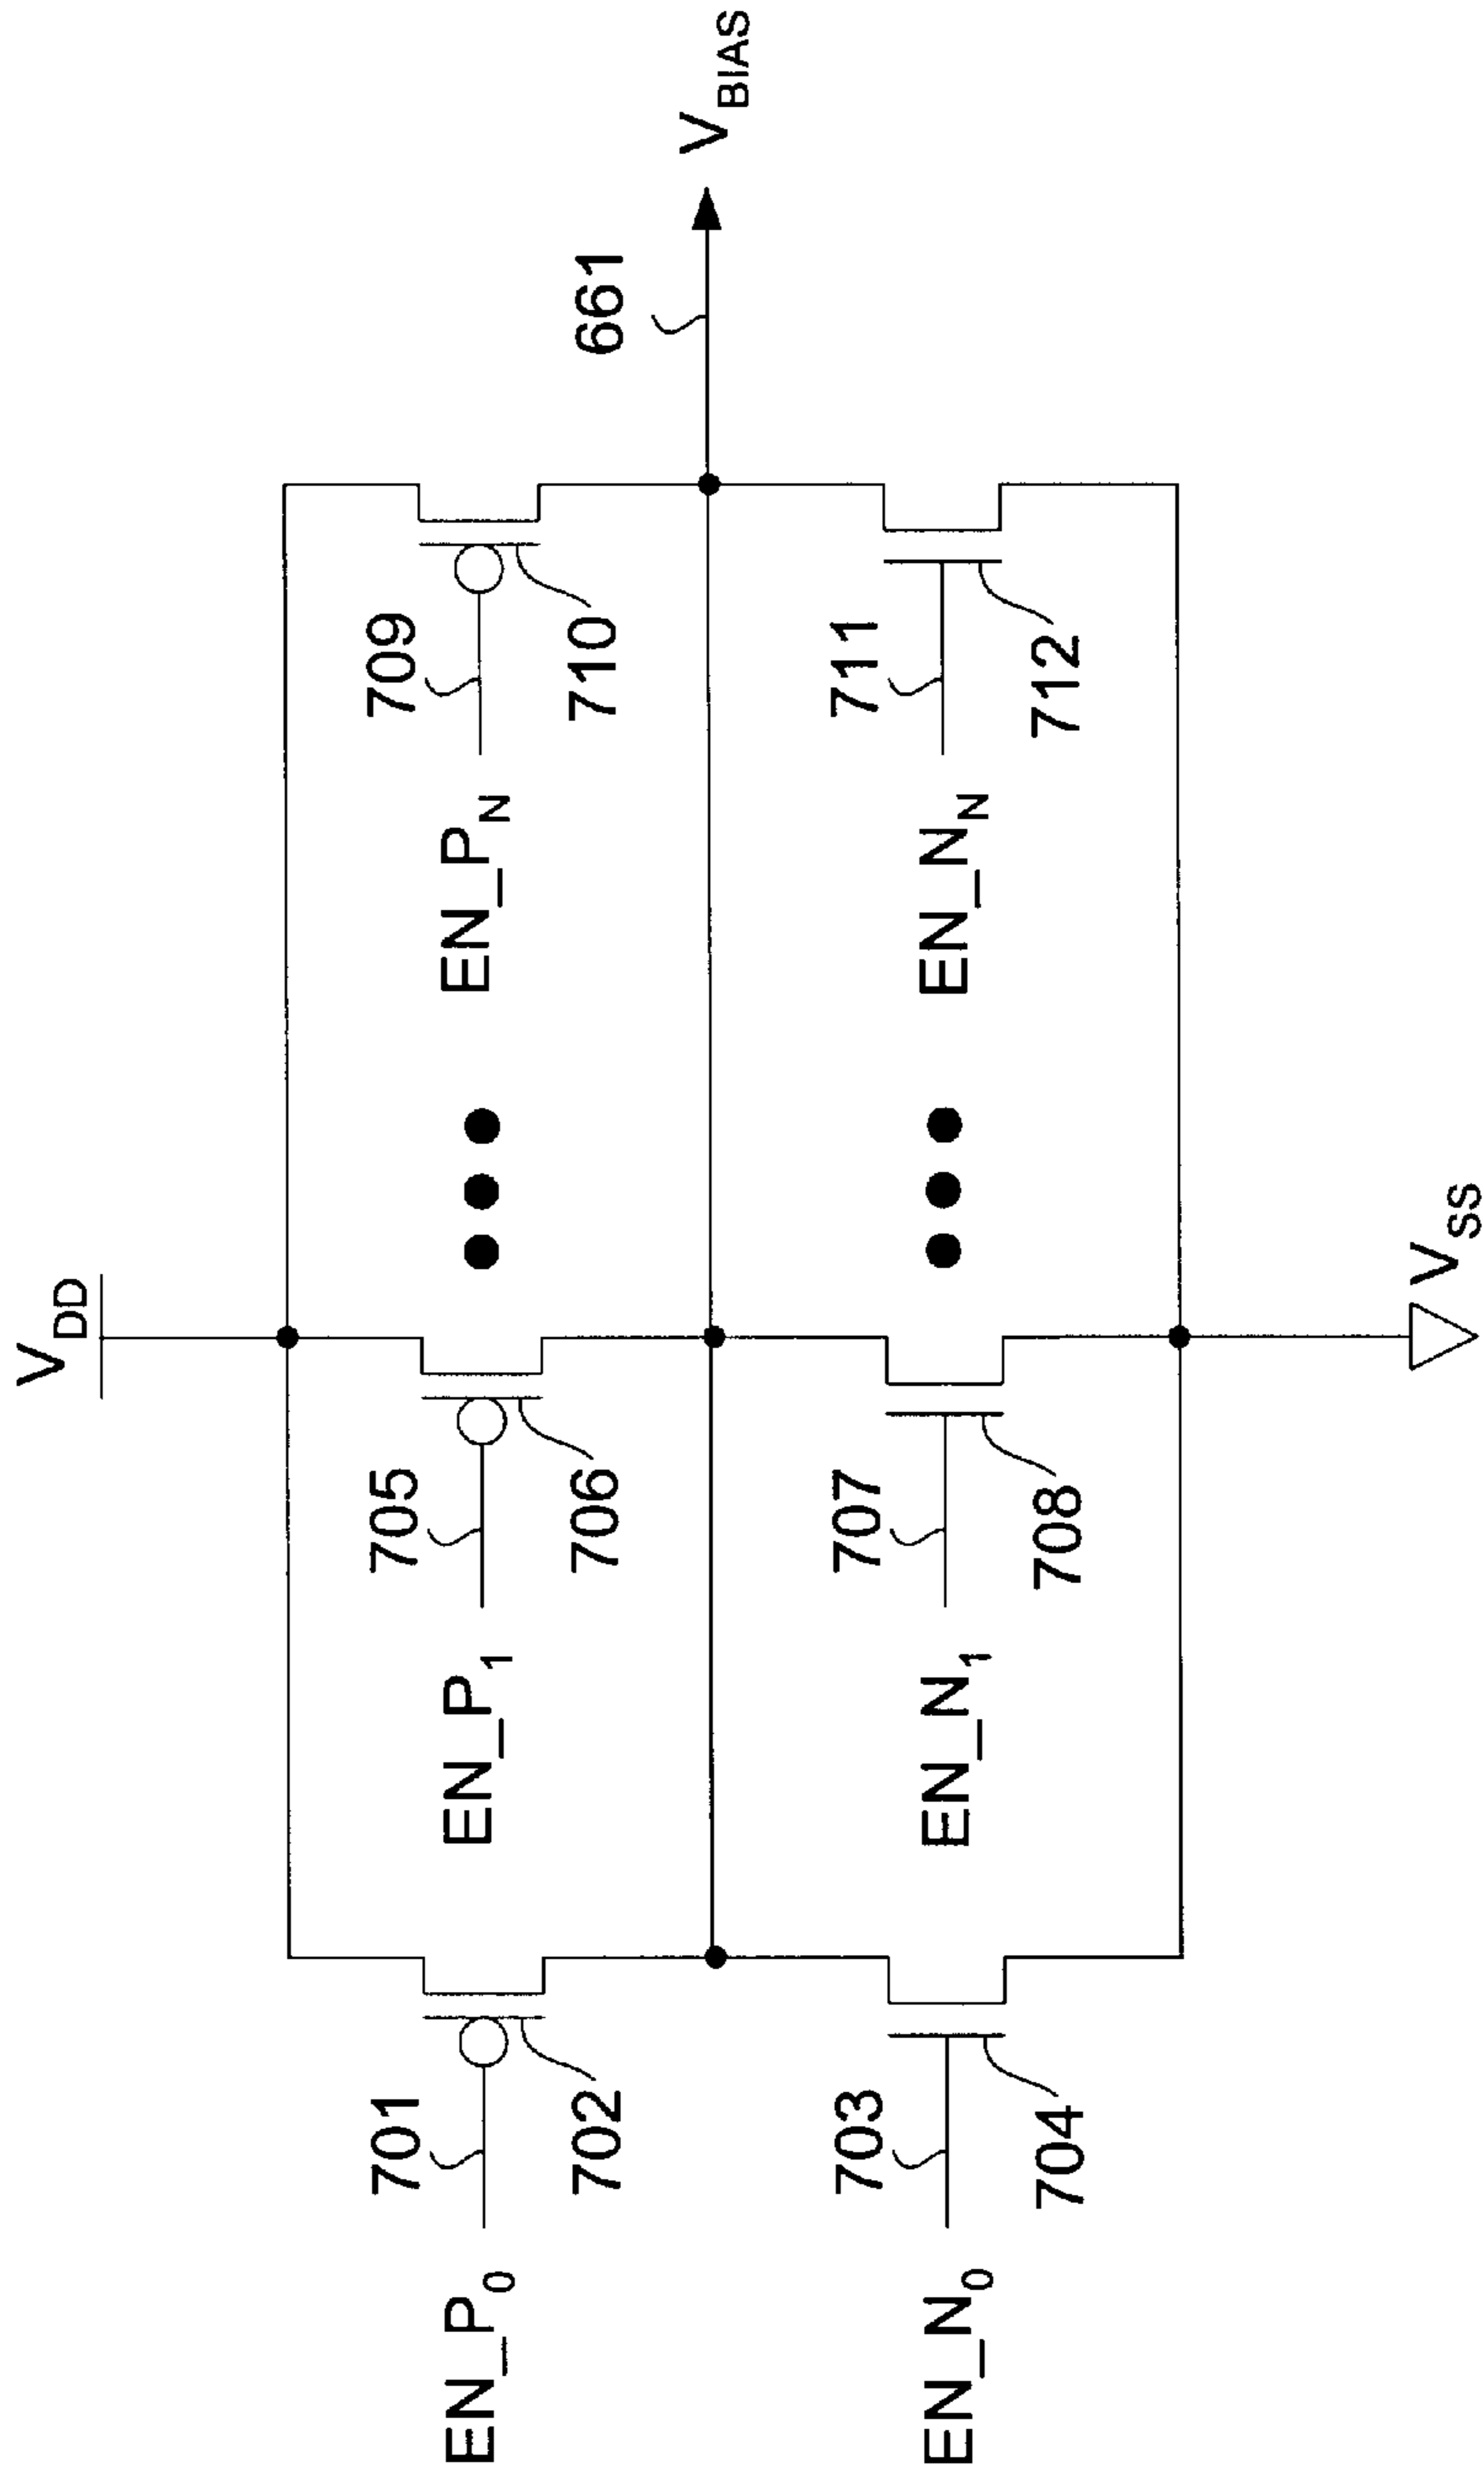 V_DD
701
705
709
EN_P_0
EN_P_1
EN_P_N
702
706
710
661
V_BIAS
703
707
711
EN_N_0
EN_N_1
EN_N_N
704
708
712
V_SS